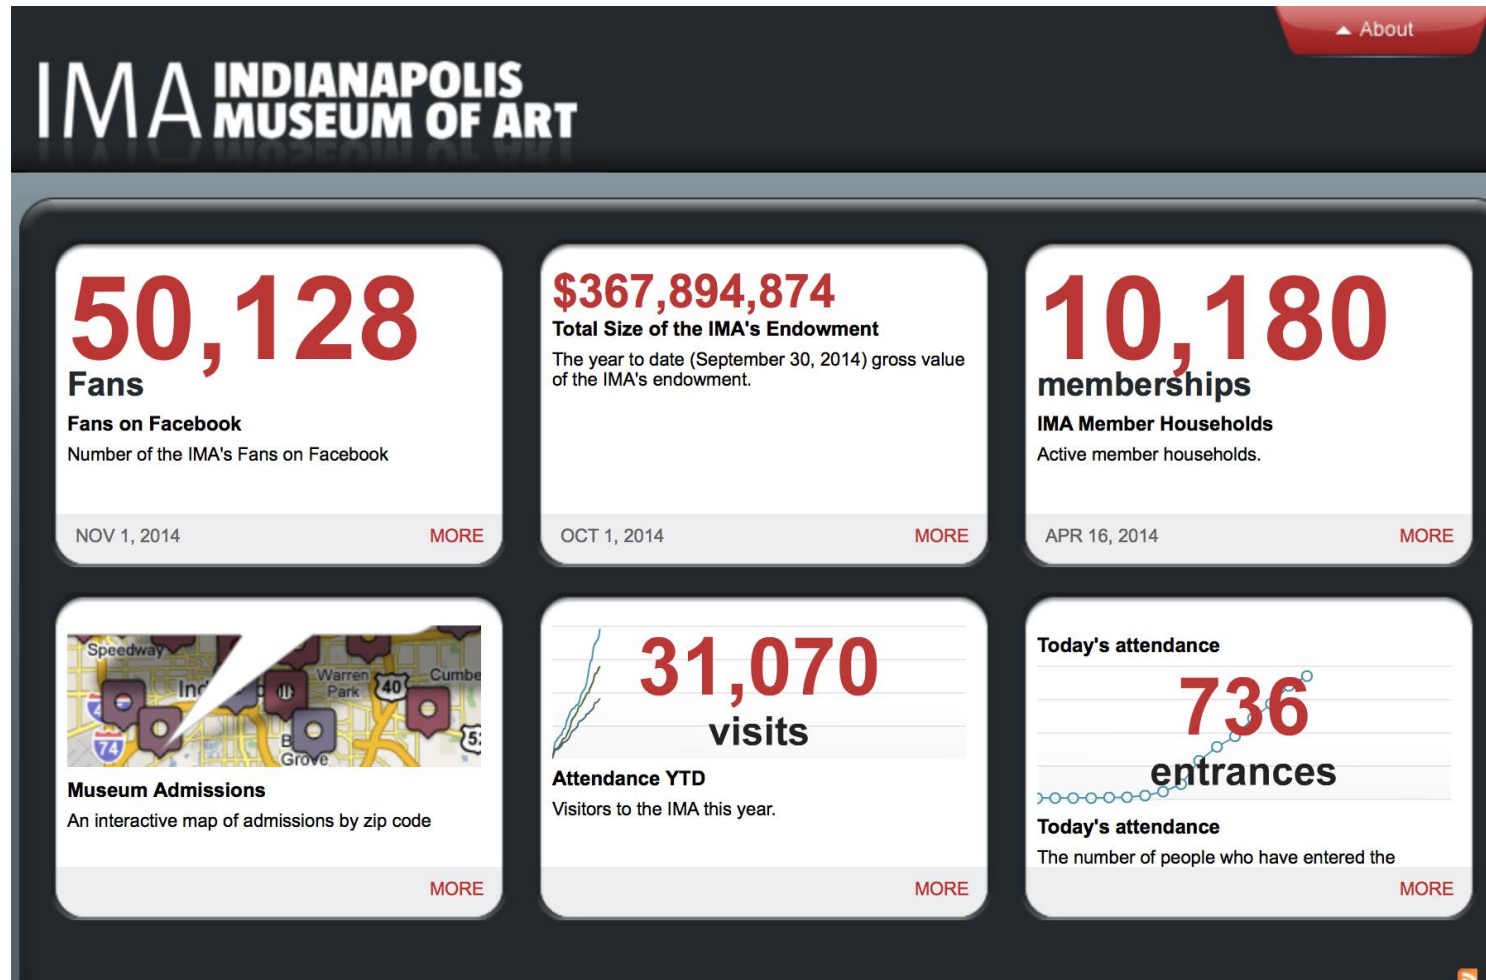 About
IMA INDIANAPOLIS
MUSEUM OF ART
50,128
Fans
Fans on Facebook
Number of the IMA's Fans on Facebook
NOV 1, 2014 MORE
$367,894,874
Total Size of the IMA's Endowment
The year to date (September 30, 2014) gross value
of the IMA's endowment.
OCT 1, 2014 MORE
10,180
memberships
IMA Member Households
Active member households.
APR 16, 2014 MORE
Speedway
Warren
Park
40
Cumbe
74
Grove
Museum Admissions
An interactive map of admissions by zip code
MORE
31,070
visits
Attendance YTD
Visitors to the IMA this year.
MORE
Today's attendance
736
entrances
Today's attendance
The number of people who have entered the
MORE